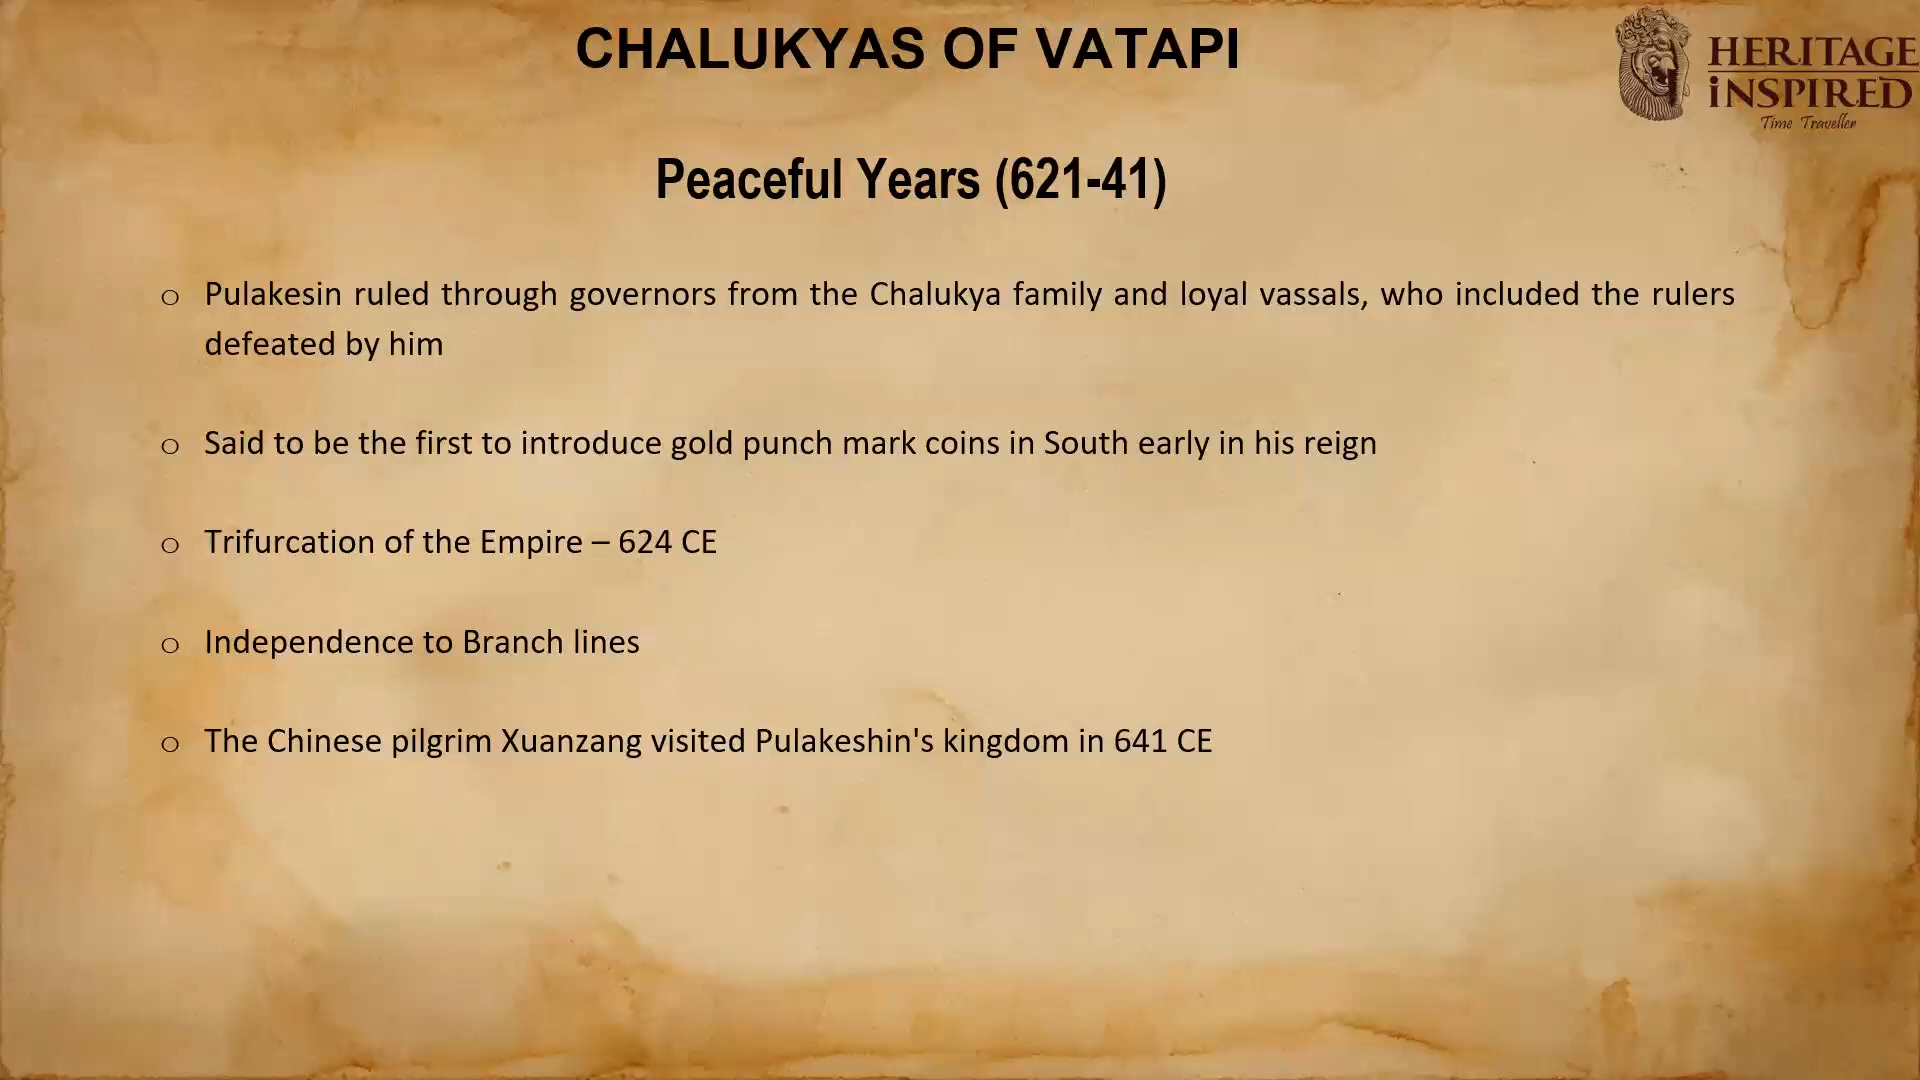 CHALUKYAS OF VATAPI
HERITAGE
iNSPIRED
Time Traveller
Peaceful Years (621-41)
o Pulakesin ruled through governors from the Chalukya family and loyal vassals, who included the rulers
defeated by him
o Said to be the first to introduce gold punch mark coins in South early in his reign
o Trifurcation of the Empire – 624 CE
o Independence to Branch lines
o The Chinese pilgrim Xuanzang visited Pulakeshin's kingdom in 641 CE